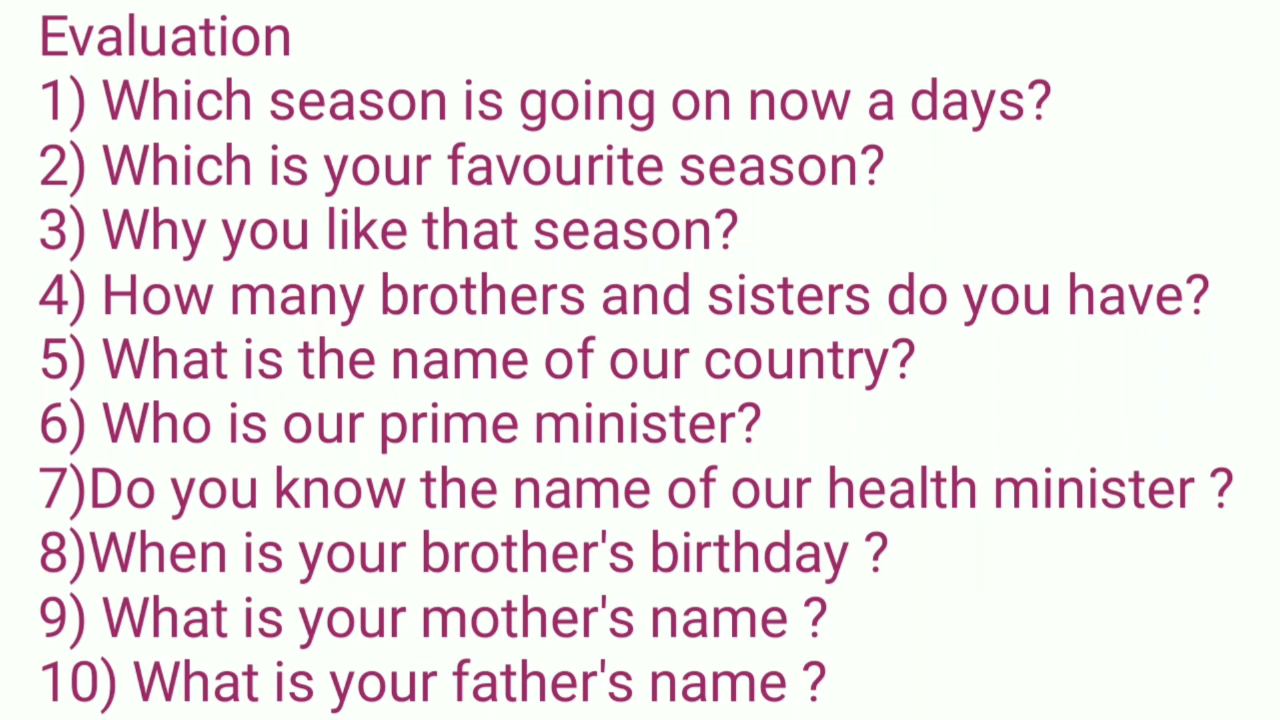 Evaluation
1) Which season is going on now a days?
2) Which is your favourite season?
3) Why you like that season?
4) How many brothers and sisters do you have?
5) What is the name of our country?
6) Who is our prime minister?
7)Do you know the name of our health minister ?
8)When is your brother's birthday ?
9) What is your mother's name ?
10) What is your father's name ?